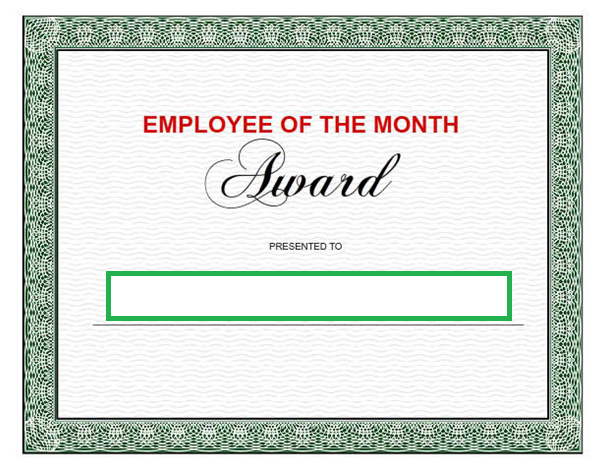 EMPLOYEE OF THE MONTH
Award
PRESENTED TO